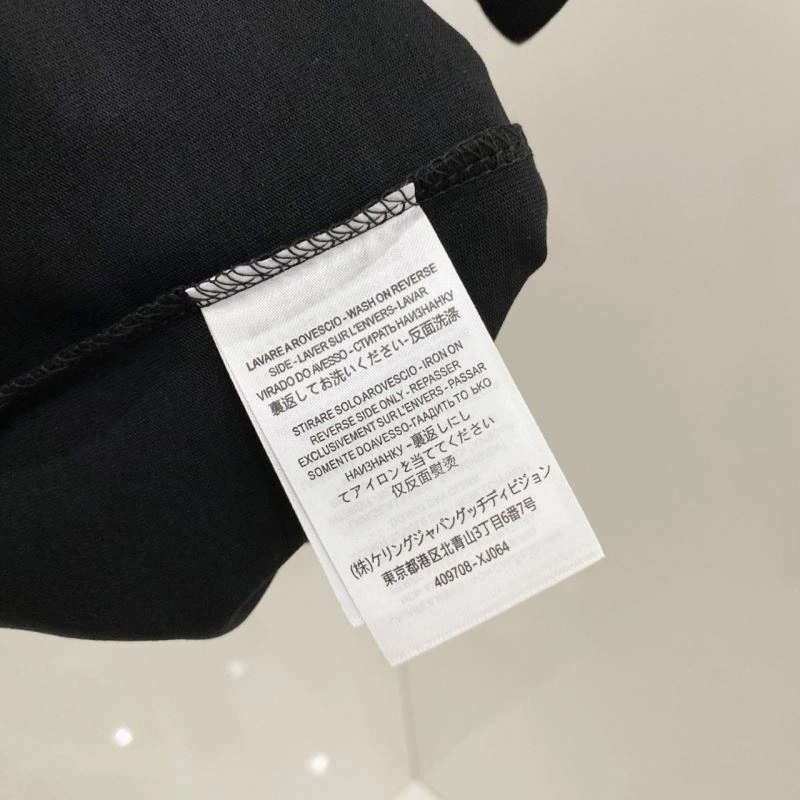 LAVARE A ROVESCIO - WASH ON REVERSE
SIDE - LAVER SUR L'ENVERS - LAVAR
VIRADO DO AVESSO - СТИРАТЬ НАИЗНАНКУ
裏返してお洗いください - 反面洗涤
STIRARE SOLO AROVESCIO - IRON ON
REVERSE SIDE ONLY - REPASSER
EXCLUSIVEMENT SUR L'ENVERS - PASSAR
SOMENTE DOAVESSO - ГААДИТЬ ТО ЬКО
НАИЗНАНКУ - 裏返しにし
てアイロンを当ててください
仅反面熨烫
(株)ケリングジャパングッチディビジョン
東京都港区北青山3丁目6番7号
409708-XJ064